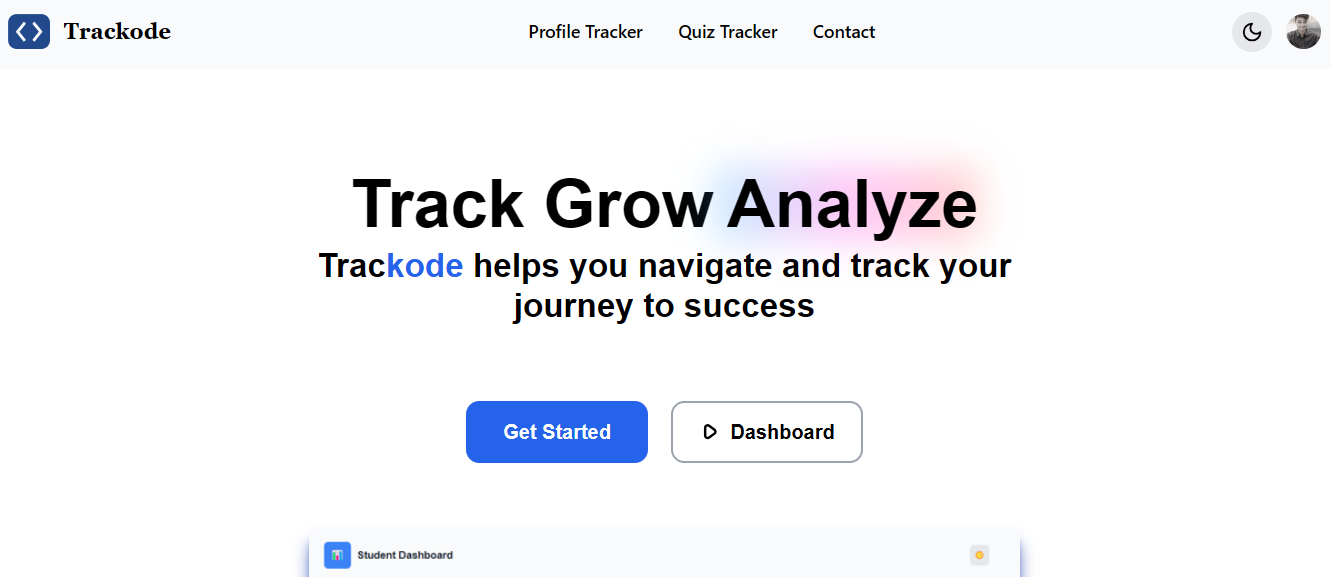 Trackode
Profile Tracker
Quiz Tracker
Contact
Track Grow Analyze
Trackode helps you navigate and track your
journey to success
Get Started
Dashboard
Student Dashboard